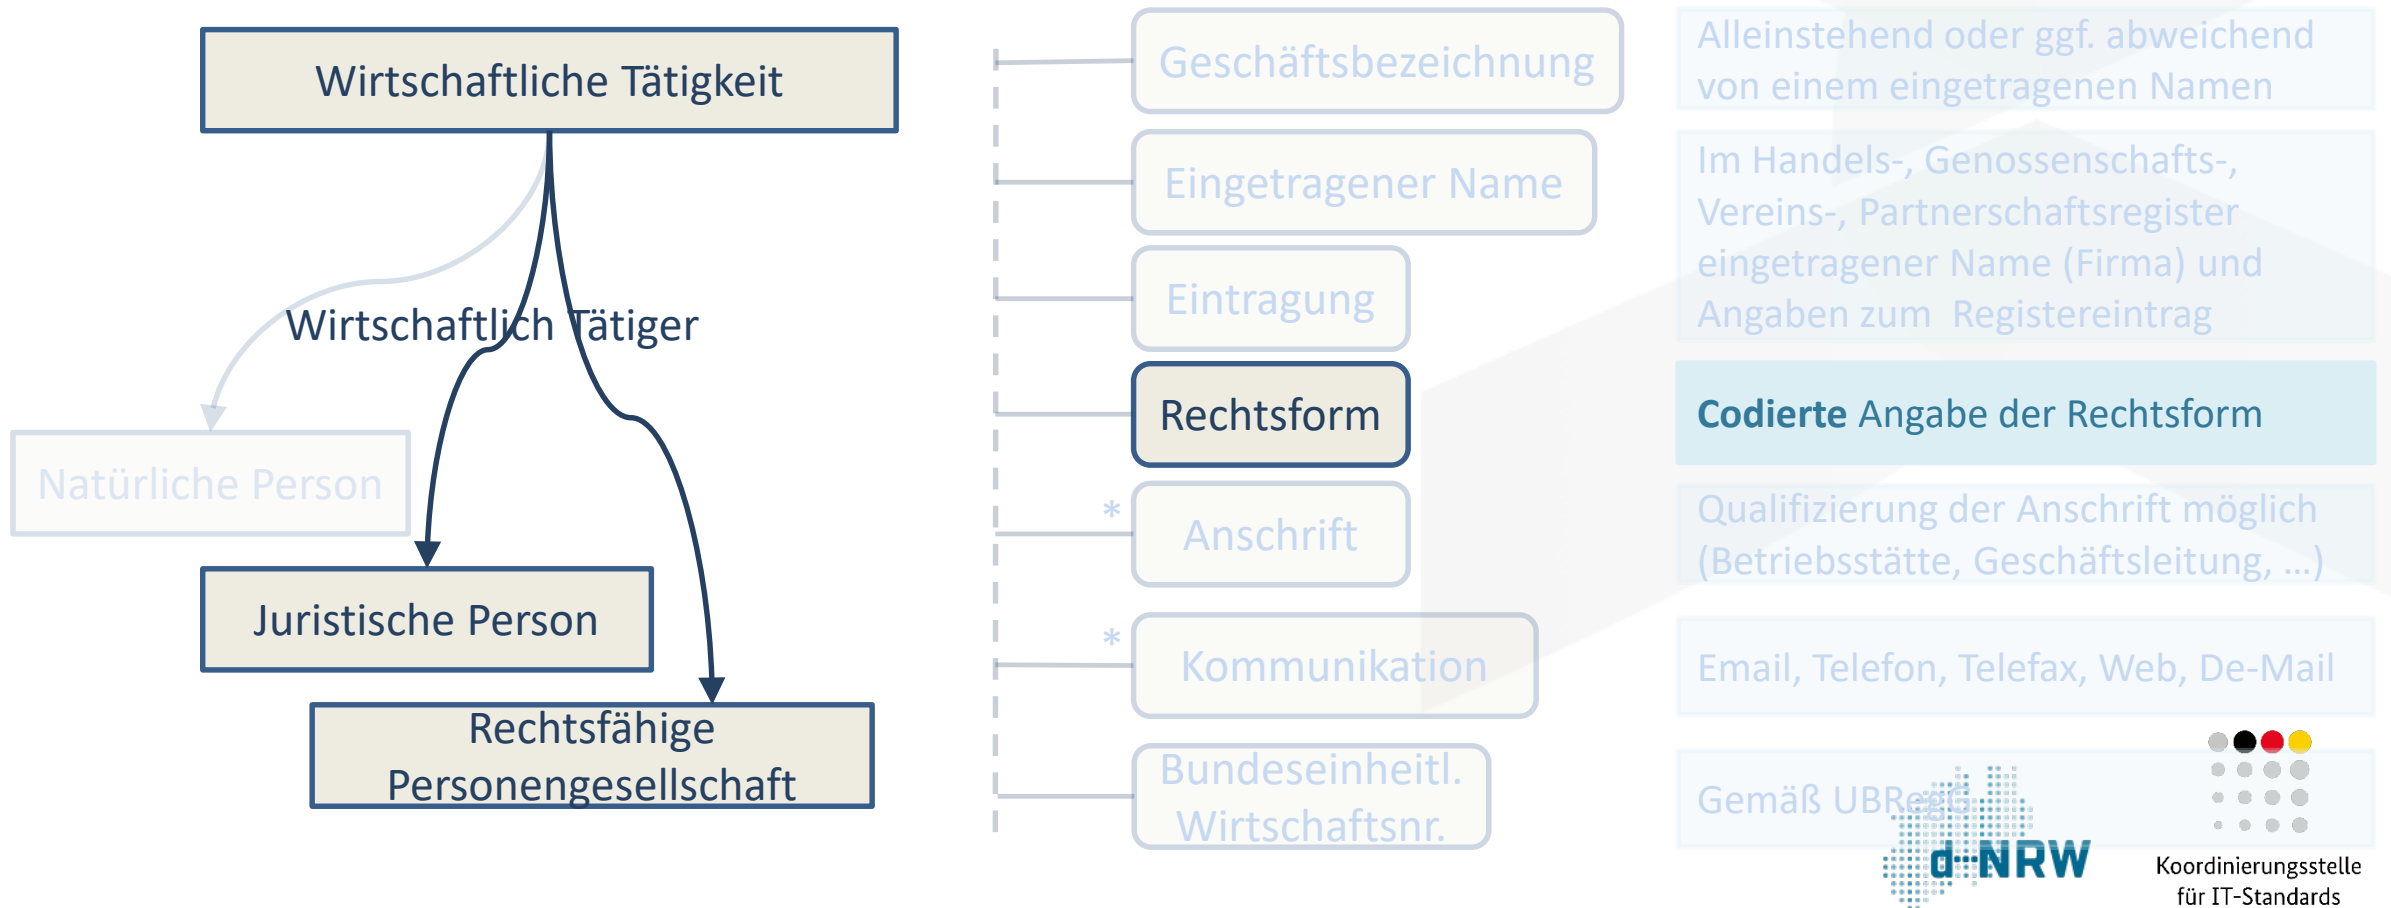 Wirtschaftliche Tätigkeit
Wirtschaftlich Tätiger
Natürliche Person
Juristische Person
Rechtsfähige
Personengesellschaft
Geschäftsbezeichnung
Alleinstehend oder ggf. abweichend
von einem eingetragenen Namen
Eingetragener Name
Eintragung
Im Handels-, Genossenschafts-,
Vereins-, Partnerschaftsregister
eingetragener Name (Firma) und
Angaben zum Registereintrag
Rechtsform
Codierte Angabe der Rechtsform
* Anschrift
Qualifizierung der Anschrift möglich
(Betriebsstätte, Geschäftsleitung, …)
* Kommunikation
Email, Telefon, Telefax, Web, De-Mail
Bundeseinheitl.
Wirtschaftsnr.
Gemäß UBRegG
d-NRW
Koordinierungsstelle
für IT-Standards